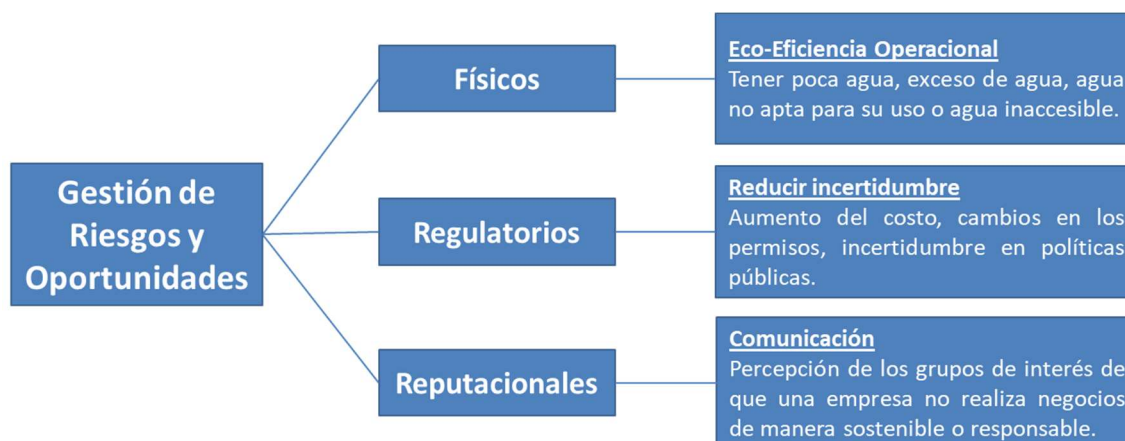 Gestión de
Riesgos y
Oportunidades
Físicos
Eco-Eficiencia Operacional
Tener poca agua, exceso de agua, agua
no apta para su uso o agua inaccesible.
Regulatorios
Reducir incertidumbre
Aumento del costo, cambios en los
permisos, incertidumbre en políticas
públicas.
Reputacionales
Comunicación
Percepción de los grupos de interés de
que una empresa no realiza negocios
de manera sostenible o responsable.